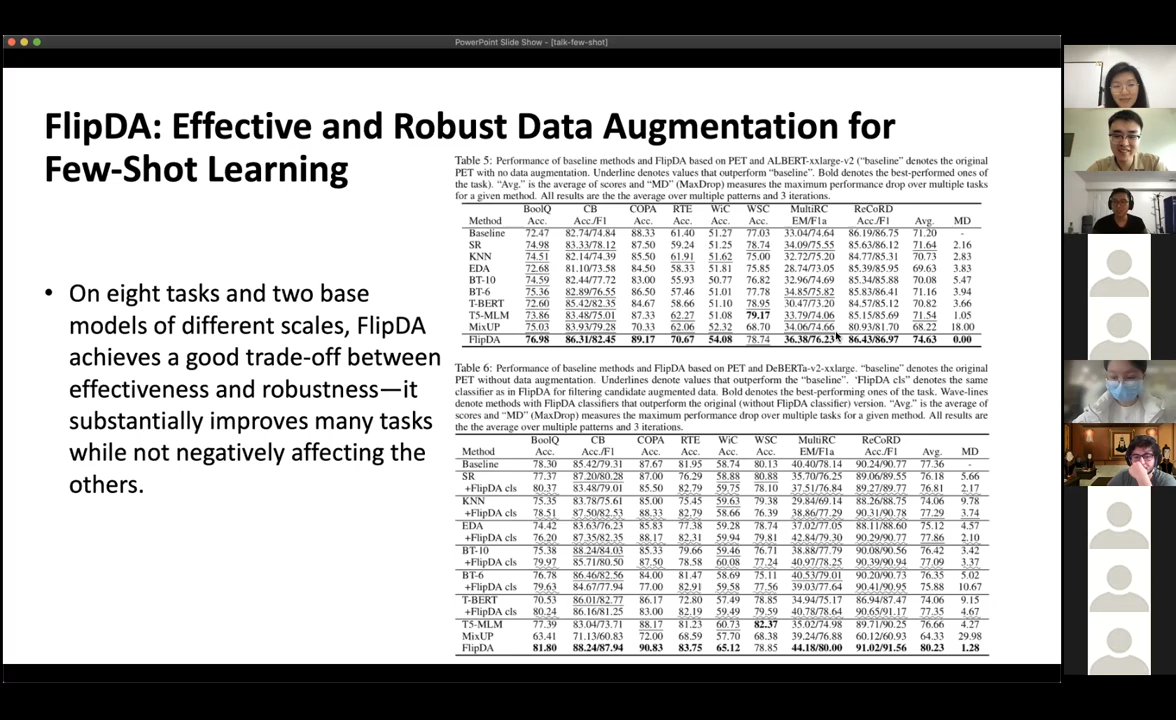 PowerPoint Slide Show - [talk-few-shot]
FlipDA: Effective and Robust Data Augmentation for
Few-Shot Learning
• On eight tasks and two base
models of different scales, FlipDA
achieves a good trade-off between
effectiveness and robustness—it
substantially improves many tasks
while not negatively affecting the
others.
Table 5: Performance of baseline methods and FlipDA based on PET and ALBERT-xxlarge-v2 ("baseline" denotes the original
PET with no data augmentation. Underline denotes values that outperform "baseline". Bold denotes the best-performed ones of
the task). "Avg." is the average of scores and "MD" (MaxDrop) measures the maximum performance drop over multiple tasks
for a given method. All results are the the average over multiple patterns and 3 iterations.
BoolQ CB COPA RTE WiC WSC MultiRC ReCoRD
Method Acc. Acc./F1 Acc. Acc. Acc. Acc. EM/F1a Acc./F1 Avg. MD
Baseline 72.47 82.74/74.84 88.33 61.40 51.27 77.03 33.04/74.64 86.19/86.75 71.20 -
SR 74.98 83.33/78.12 87.50 59.24 51.25 78.74 34.09/75.55 85.63/86.12 71.64 2.16
KNN 74.51 82.14/74.39 85.50 61.91 51.62 75.00 32.72/75.20 84.77/85.31 70.73 2.83
EDA 72.68 81.10/73.58 84.50 58.33 51.81 75.85 28.74/73.05 85.39/85.95 69.63 3.83
BT-10 74.59 82.44/77.72 83.00 55.93 50.77 76.82 32.96/74.69 85.34/85.88 70.08 5.47
BT-6 75.36 82.89/76.55 86.50 57.46 51.01 77.78 34.85/75.82 85.83/86.41 71.16 3.94
T-BERT 72.60 85.42/82.35 84.67 58.66 51.10 78.95 30.47/73.20 84.57/85.12 70.82 3.66
T5-MLM 73.86 83.48/75.01 87.33 62.27 51.08 79.17 33.79/74.06 85.15/85.69 71.54 1.05
MixUP 75.03 83.93/79.28 70.33 62.06 52.32 68.70 34.06/74.66 80.93/81.70 68.22 18.00
FlipDA 76.98 86.31/82.45 89.17 70.67 54.08 78.74 36.38/76.23 86.43/86.97 74.63 0.00
Table 6: Performance of baseline methods and FlipDA based on PET and DeBERTa-v2-xxlarge. "baseline" denotes the original
PET without data augmentation. Underlines denote values that outperform the "baseline". 'FlipDA cls" denotes the same
classifier as in FlipDA for filtering candidate augmented data. Bold denotes the best-performing ones of the task. Wave-lines
denote methods with FlipDA classifiers that outperform the original (without FlipDA classifier) version. "Avg." is the average of
scores and "MD" (MaxDrop) measures the maximum performance drop over multiple tasks for a given method. All results are
the the average over multiple patterns and 3 iterations.
BoolQ CB COPA RTE WiC WSC MultiRC ReCoRD
Method Acc. Acc./F1 Acc. Acc. Acc. Acc. EM/F1a Acc./F1 Avg. MD
Baseline 78.30 85.42/79.31 87.67 81.95 58.74 80.13 40.40/78.14 90.24/90.77 77.36 -
SR 77.37 87.20/80.28 87.00 76.29 58.88 80.88 35.70/76.25 89.06/89.55 76.18 5.66
+FlipDA cls 80.37 83.48/79.01 85.50 82.79 59.75 78.10 37.51/76.84 89.27/89.77 76.81 2.17
KNN 75.35 83.78/75.61 85.00 75.45 59.63 79.38 29.84/69.14 88.26/88.75 74.06 9.78
+FlipDA cls 78.51 87.50/82.53 88.33 82.79 58.66 76.39 38.86/77.29 90.31/90.78 77.29 3.74
EDA 74.42 83.63/76.23 85.83 77.38 59.28 78.74 37.02/77.05 88.11/88.60 75.12 4.57
+FlipDA cls 76.20 87.35/82.35 88.17 82.31 59.94 79.81 42.84/79.30 90.29/90.77 77.86 2.10
BT-10 75.38 88.24/84.03 85.33 79.66 59.46 76.71 38.88/77.79 90.08/90.56 76.42 3.42
+FlipDA cls 79.97 85.71/80.50 87.50 78.58 60.08 77.24 40.97/78.25 90.39/90.94 77.09 3.37
BT-6 76.78 86.46/82.56 84.00 81.47 58.69 75.11 40.53/79.01 90.20/90.73 76.35 5.02
+FlipDA cls 79.63 84.67/77.94 77.00 82.91 59.58 77.56 39.03/77.64 90.41/90.95 75.88 10.67
T-BERT 70.53 86.01/82.77 86.17 72.80 57.49 78.85 34.94/75.17 86.94/87.47 74.06 9.15
+FlipDA cls 80.24 86.16/81.25 83.00 82.19 59.49 79.59 40.78/78.64 90.65/91.17 77.35 4.67
T5-MLM 77.39 83.04/73.71 88.17 81.23 60.73 82.37 35.02/74.98 89.71/90.25 76.66 4.27
MixUP 63.41 71.13/60.83 72.00 68.59 57.70 68.38 39.24/76.88 60.12/60.93 64.33 29.98
FlipDA 81.80 88.24/87.94 90.83 83.75 65.12 78.85 44.18/80.00 91.02/91.56 80.23 1.28